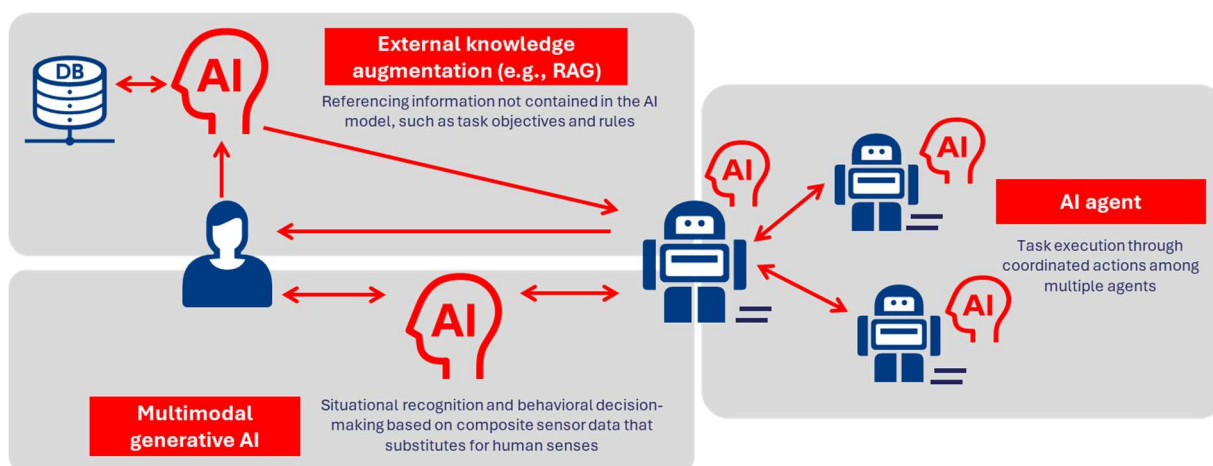 DB
AI
External knowledge
augmentation (e.g., RAG)
Referencing information not contained in the AI
model, such as task objectives and rules
AI
AI
AI agent
Task execution through
coordinated actions among
multiple agents
AI
AI
Multimodal
generative AI
Situational recognition and behavioral decision-
making based on composite sensor data that
substitutes for human senses